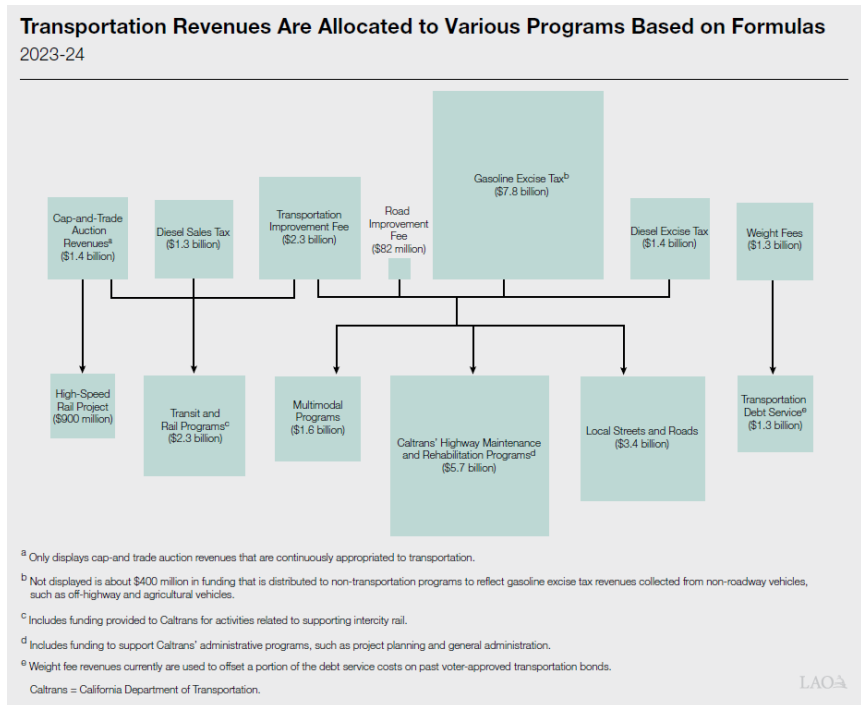 Transportation Revenues Are Allocated to Various Programs Based on Formulas
2023-24
Cap-and-Trade
Auction
Revenuesa
($1.4 billion)
Diesel Sales Tax
($1.3 billion)
Transportation
Improvement Fee
($2.3 billion)
Road
Improvement
Fee
($82 million)
Gasoline Excise Taxb
($7.8 billion)
Diesel Excise Tax
($1.4 billion)
Weight Fees
($1.3 billion)
High-Speed
Rail Project
($900 million)
Transit and
Rail Programsc
($2.3 billion)
Multimodal
Programs
($1.6 billion)
Caltrans' Highway Maintenance
and Rehabilitation Programsd
($5.7 billion)
Local Streets and Roads
($3.4 billion)
Transportation
Debt Servicee
($1.3 billion)
a Only displays cap-and trade auction revenues that are continuously appropriated to transportation.
b Not displayed is about $400 million in funding that is distributed to non-transportation programs to reflect gasoline excise tax revenues collected from non-roadway vehicles,
such as off-highway and agricultural vehicles.
c Includes funding provided to Caltrans for activities related to supporting intercity rail.
d Includes funding to support Caltrans' administrative programs, such as project planning and general administration.
e Weight fee revenues currently are used to offset a portion of the debt service costs on past voter-approved transportation bonds.
Caltrans = California Department of Transportation.
LAO